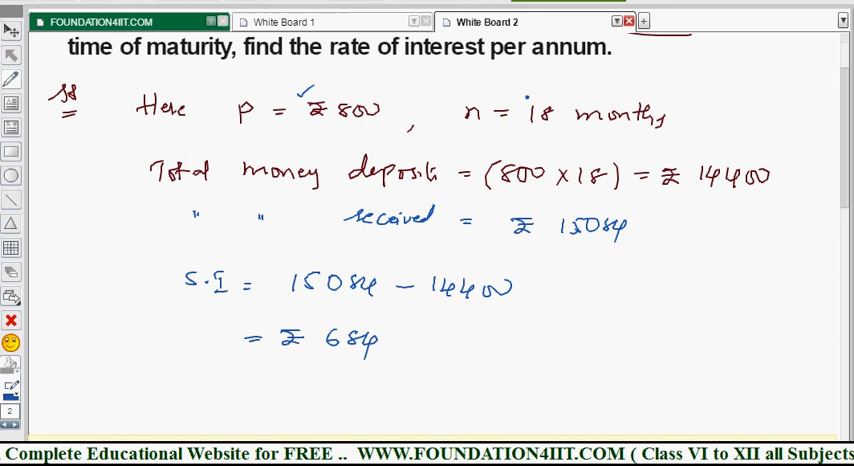 FOUNDATION4IIT.COM White Board 1 White Board 2
time of maturity, find the rate of interest per annum.
Here P = ₹ 800 , n = 18 months
Total money deposit = (800 × 18) = ₹ 14400
" " received = ₹ 15084
S.I = 15084 - 14400
= ₹ 684
2
Complete Educational Website for FREE .. WWW.FOUNDATION4IIT.COM ( Class VI to XII all Subjects